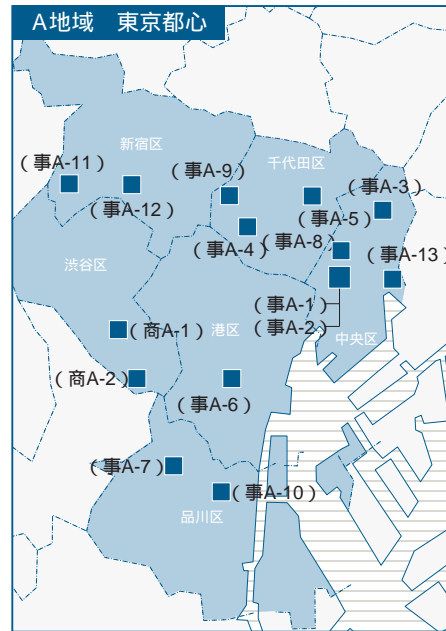 A地域 東京都心
新宿区
(事A-11)
(事A-9)
千代田区
(事A-3)
(事A-12)
(事A-5)
(事A-4)
(事A-8)
(事A-13)
渋谷区
(事A-1)
(商A-1)
港区
(事A-2)
中央区
(商A-2)
(事A-6)
(事A-7)
(事A-10)
品川区